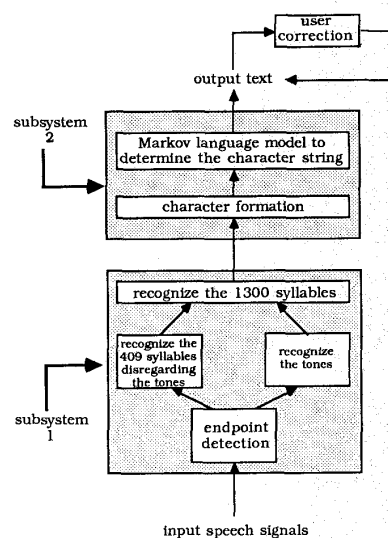 user
correction
output text
subsystem
2
Markov language model to
determine the character string
character formation
recognize the 1300 syllables
recognize the
409 syllables
disregarding
the tones
recognize
the tones
subsystem
1
endpoint
detection
input speech signals